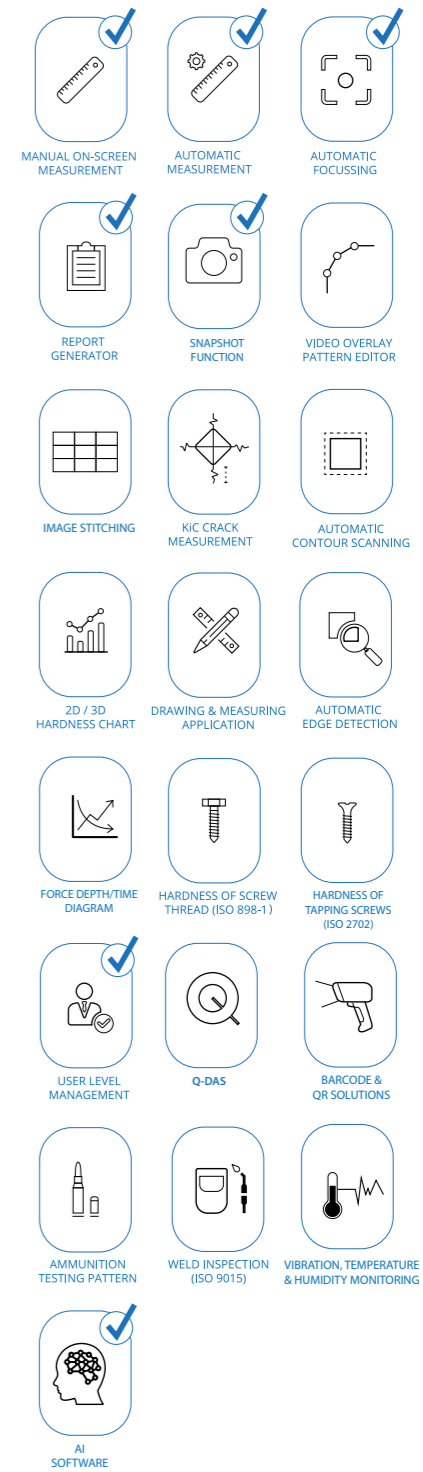 MANUAL ON-SCREEN
MEASUREMENT
AUTOMATIC
MEASUREMENT
AUTOMATIC
FOCUSSING
REPORT
GENERATOR
SNAPSHOT
FUNCTION
VIDEO OVERLAY
PATTERN EDITOR
IMAGE STITCHING
KiC CRACK
MEASUREMENT
AUTOMATIC
CONTOUR SCANNING
2D / 3D
HARDNESS CHART
DRAWING & MEASURING
APPLICATION
AUTOMATIC
EDGE DETECTION
FORCE DEPTH/TIME
DIAGRAM
HARDNESS OF SCREW
THREAD (ISO 898-1)
HARDNESS OF
TAPPING SCREWS
(ISO 2702)
USER LEVEL
MANAGEMENT
Q-DAS
BARCODE &
QR SOLUTIONS
AMMUNITION
TESTING PATTERN
WELD INSPECTION
(ISO 9015)
VIBRATION, TEMPERATURE
& HUMIDITY MONITORING
AI
SOFTWARE